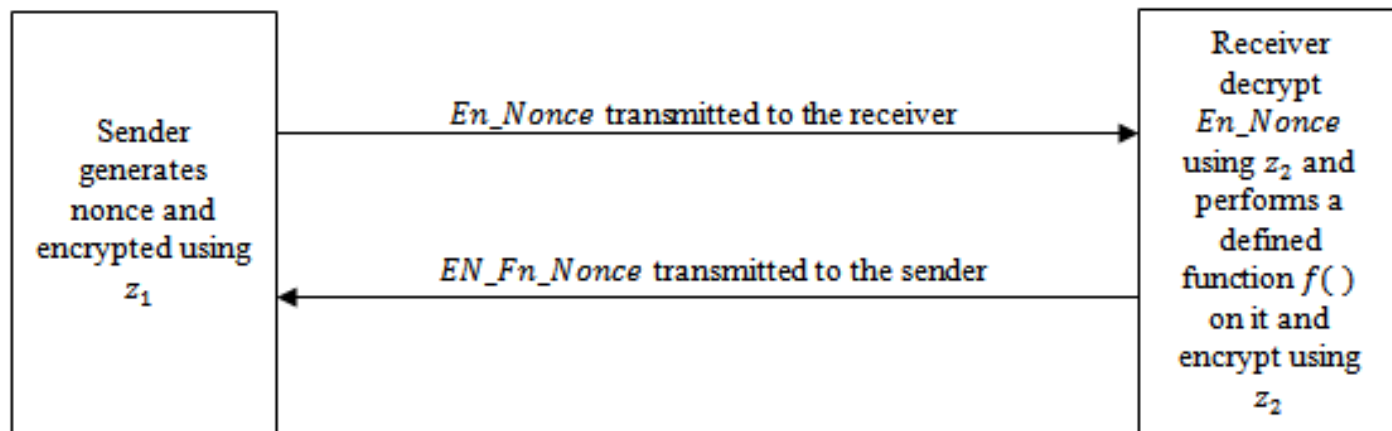 Sender
generates
nonce and
encrypted using
z₁
En_Nonce transmitted to the receiver
EN_Fn_Nonce transmitted to the sender
Receiver
decrypt
En_Nonce
using z₂ and
performs a
defined
function f( )
on it and
encrypt using
z₂